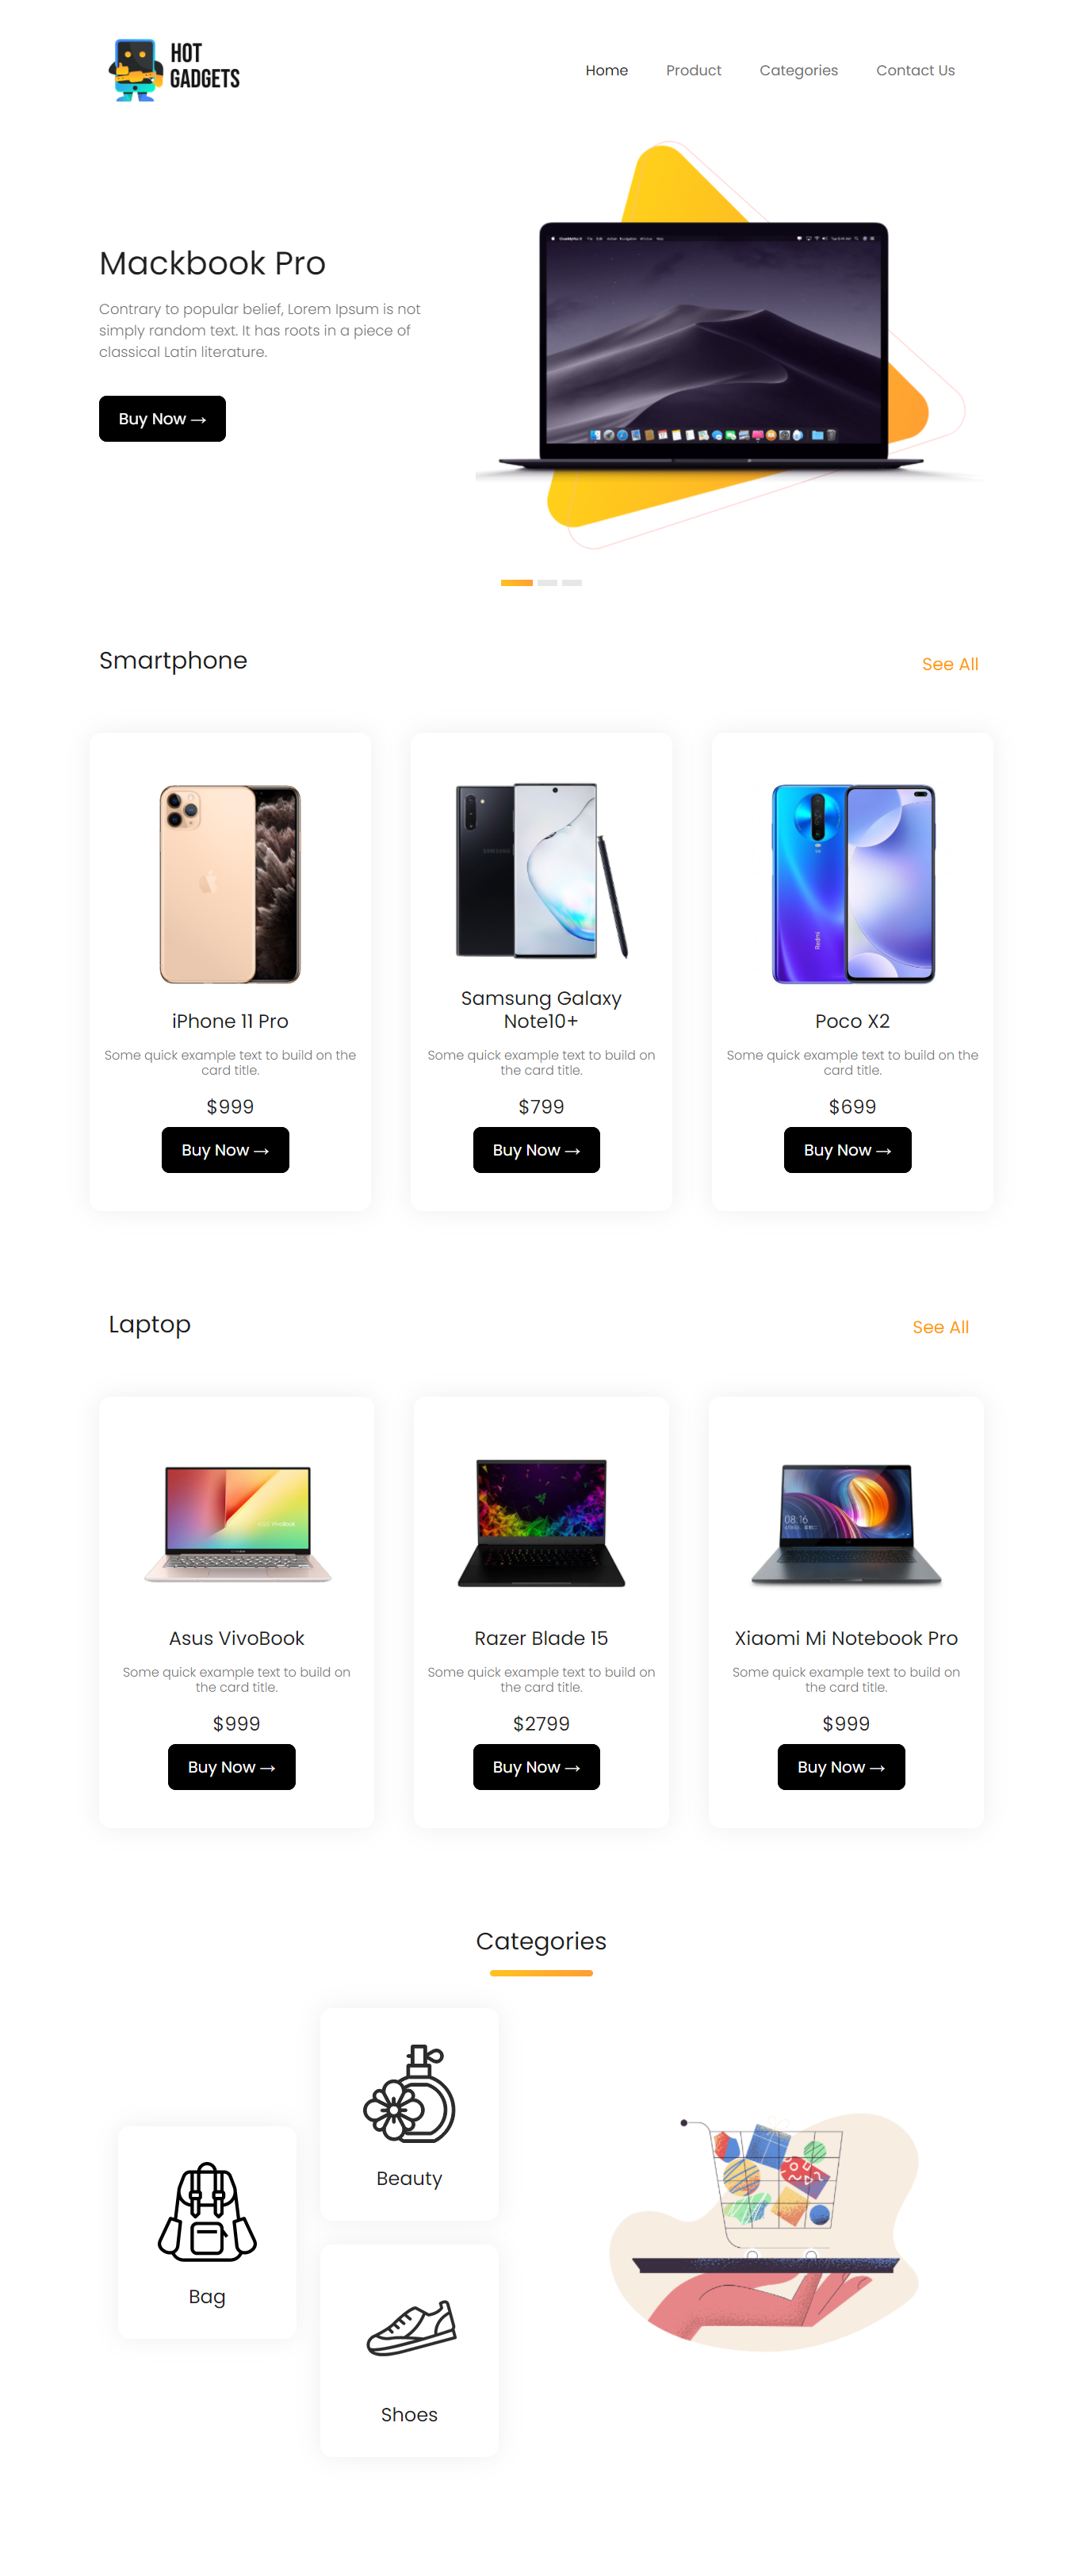 HOT
GADGETS
Home Product Categories Contact Us
Mackbook Pro
Contrary to popular belief, Lorem Ipsum is not
simply random text. It has roots in a piece of
classical Latin literature.
Buy Now →
Smartphone
See All
SAMSUNG
Redmi
iPhone 11 Pro
Some quick example text to build on the
card title.
$999
Buy Now →
Samsung Galaxy
Note10+
Some quick example text to build on
the card title.
$799
Buy Now →
Poco X2
Some quick example text to build on the
card title.
$699
Buy Now →
Laptop
See All
08:16
Asus VivoBook
Some quick example text to build on
the card title.
$999
Buy Now →
Razer Blade 15
Some quick example text to build on
the card title.
$2799
Buy Now →
Xiaomi Mi Notebook Pro
Some quick example text to build on
the card title.
$999
Buy Now →
Categories
Beauty
Bag
Shoes